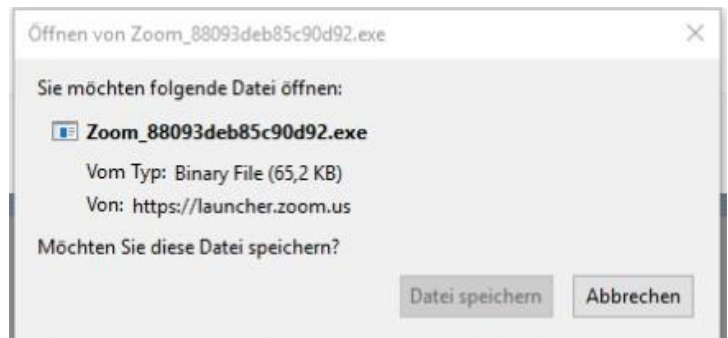 Öffnen von Zoom_88093deb85c90d92.exe
Sie möchten folgende Datei öffnen:
Zoom_88093deb85c90d92.exe
Vom Typ: Binary File (65,2 KB)
Von: https://launcher.zoom.us
Möchten Sie diese Datei speichern?
Datei speichern Abbrechen